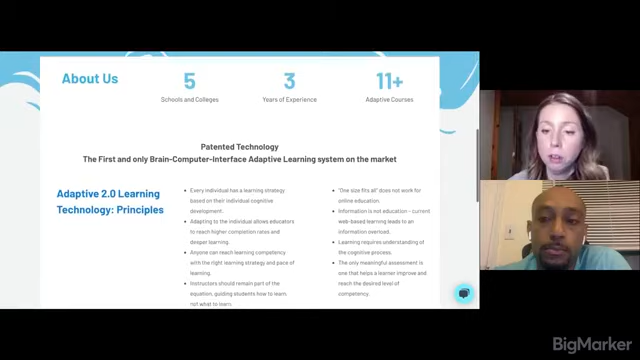 About Us
5
Schools and Colleges
3
Years of Experience
11+
Adaptive Courses
Patented Technology
The First and only Brain-Computer-Interface Adaptive Learning system on the market
Adaptive 2.0 Learning
Technology: Principles
Every individual has a learning strategy
based on their individual cognitive
development.
Adapting to the individual allows educators
to reach higher completion rates and
deeper learning.
Anyone can reach learning competency
with the right learning strategy and pace of
learning.
Instructors should remain part of the
equation, guiding students how to learn,
not what to learn.
"One size fits all" does not work for
online education.
Information is not education - current
web-based learning leads to an
information overload.
Learning requires understanding of
the cognitive process.
The only meaningful assessment is
one that helps a learner improve and
reach the desired level of
competency.
BigMarker